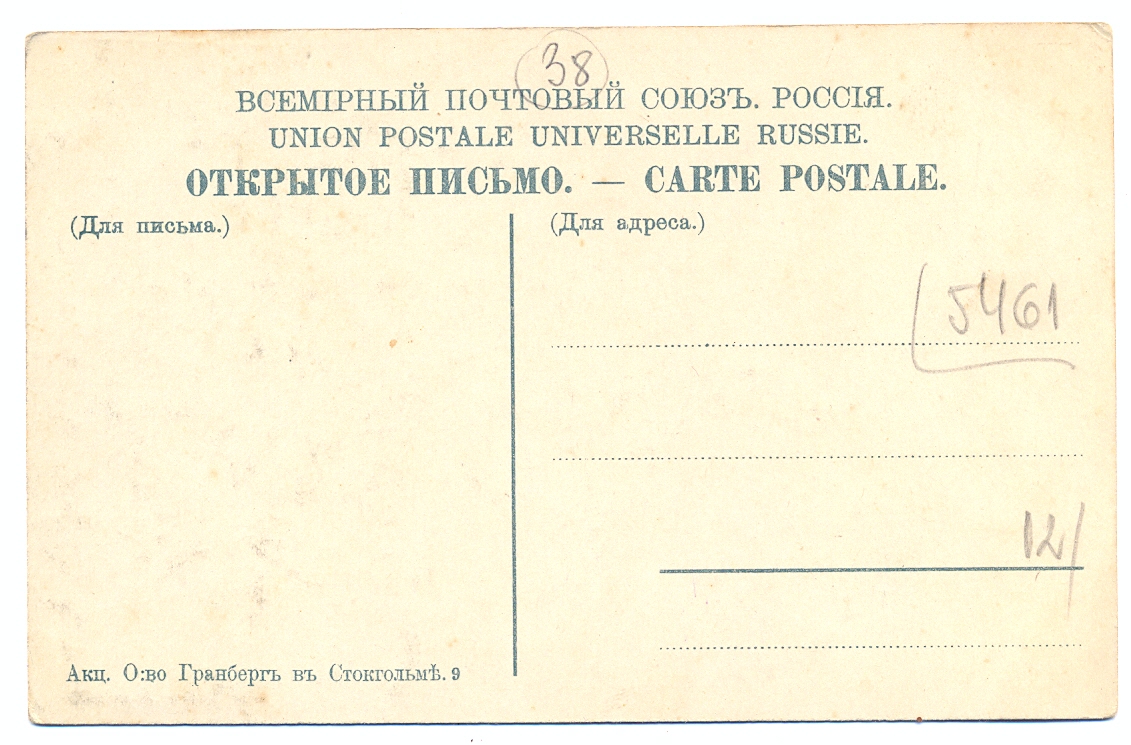 38
ВСЕМІРНЫЙ ПОЧТОВЫЙ СОЮЗЪ. РОССІЯ.
UNION POSTALE UNIVERSELLE RUSSIE.
ОТКРЫТОЕ ПИСЬМО. — CARTE POSTALE.
(Для письма.)
(Для адреса.)
5461
12/
Акц. О:во Гранбергъ въ Стокгольмѣ. 9